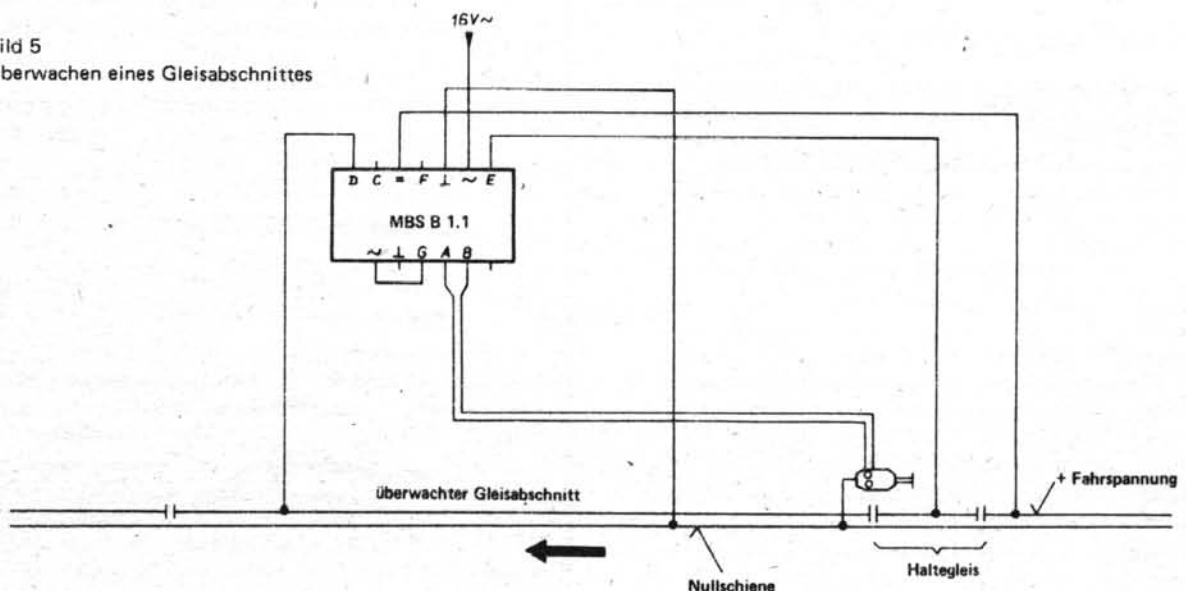 16V~
ild 5
berwachen eines Gleisabschnittes
D C = F ⊥ ~ E
MBS B 1.1
~ ⊥ G A B
überwachter Gleisabschnitt
+ Fahrspannung
Haltegleis
Nullschiene